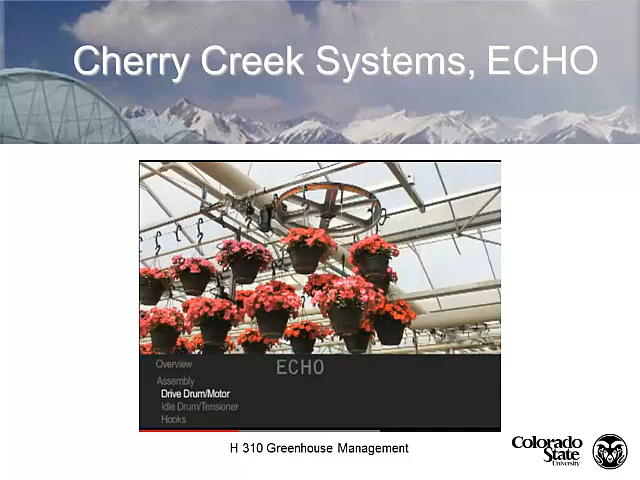 Cherry Creek Systems, ECHO
Overview
ECHO
Assembly
Drive Drum/Motor
Idle Drum/Tensioner
Hooks
H 310 Greenhouse Management
Colorado
State
University